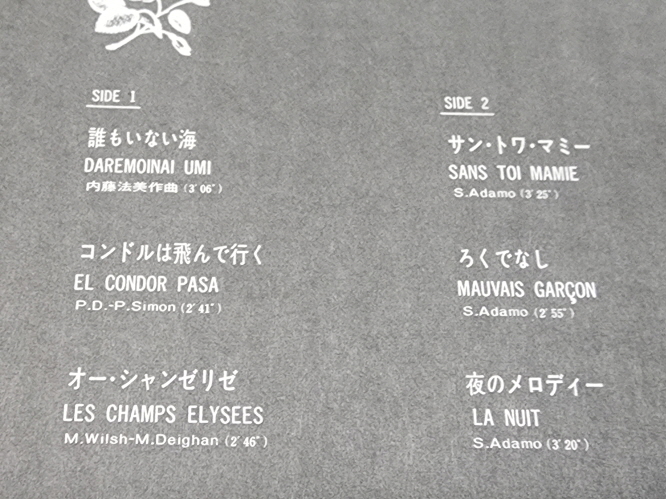 SIDE 1
誰もいない海
DAREMOINAI UMI
内藤法美作曲 (3′06″)
コンドルは飛んで行く
EL CONDOR PASA
P.D.-P.Simon (2′41″)
オー・シャンゼリゼ
LES CHAMPS ELYSEES
M.Wilsh-M.Deighan (2′46″)
SIDE 2
サン・トワ・マミー
SANS TOI MAMIE
S.Adamo (3′25″)
ろくでなし
MAUVAIS GARÇON
S.Adamo (2′55″)
夜のメロディー
LA NUIT
S.Adamo (3′20″)